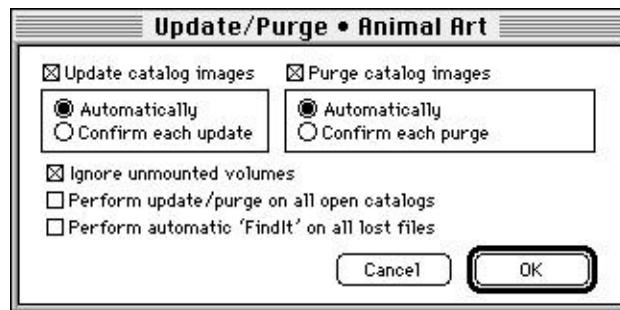 Update/Purge • Animal Art
Update catalog images
Purge catalog images
Automatically
Confirm each update
Automatically
Confirm each purge
Ignore unmounted volumes
Perform update/purge on all open catalogs
Perform automatic 'FindIt' on all lost files
Cancel
OK